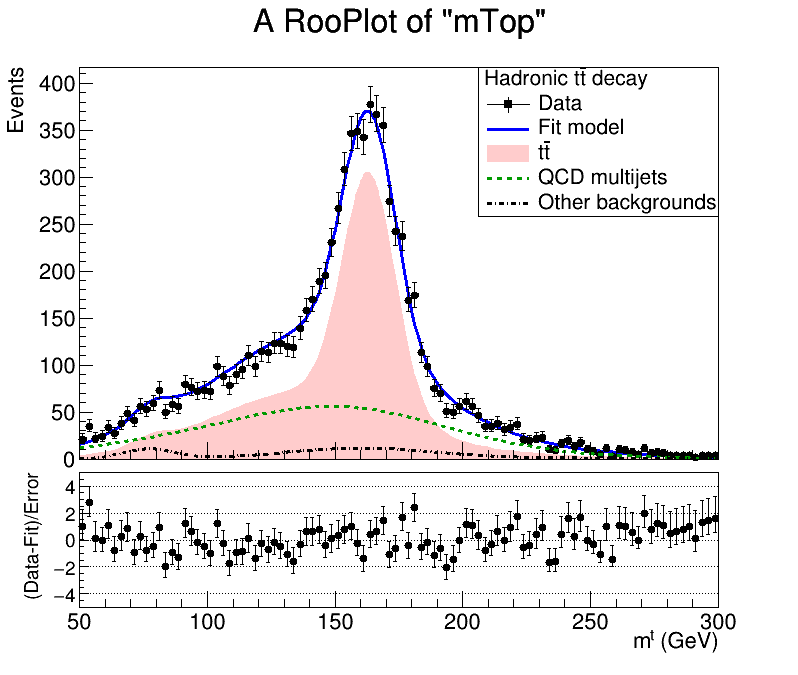 A RooPlot of "mTop"
Events
400
350
300
250
200
150
100
50
0
Hadronic tt̄ decay
Data
Fit model
tt̄
QCD multijets
Other backgrounds
(Data-Fit)/Error
4
2
0
−2
−4
50 100 150 200 250 300
mᵗ (GeV)